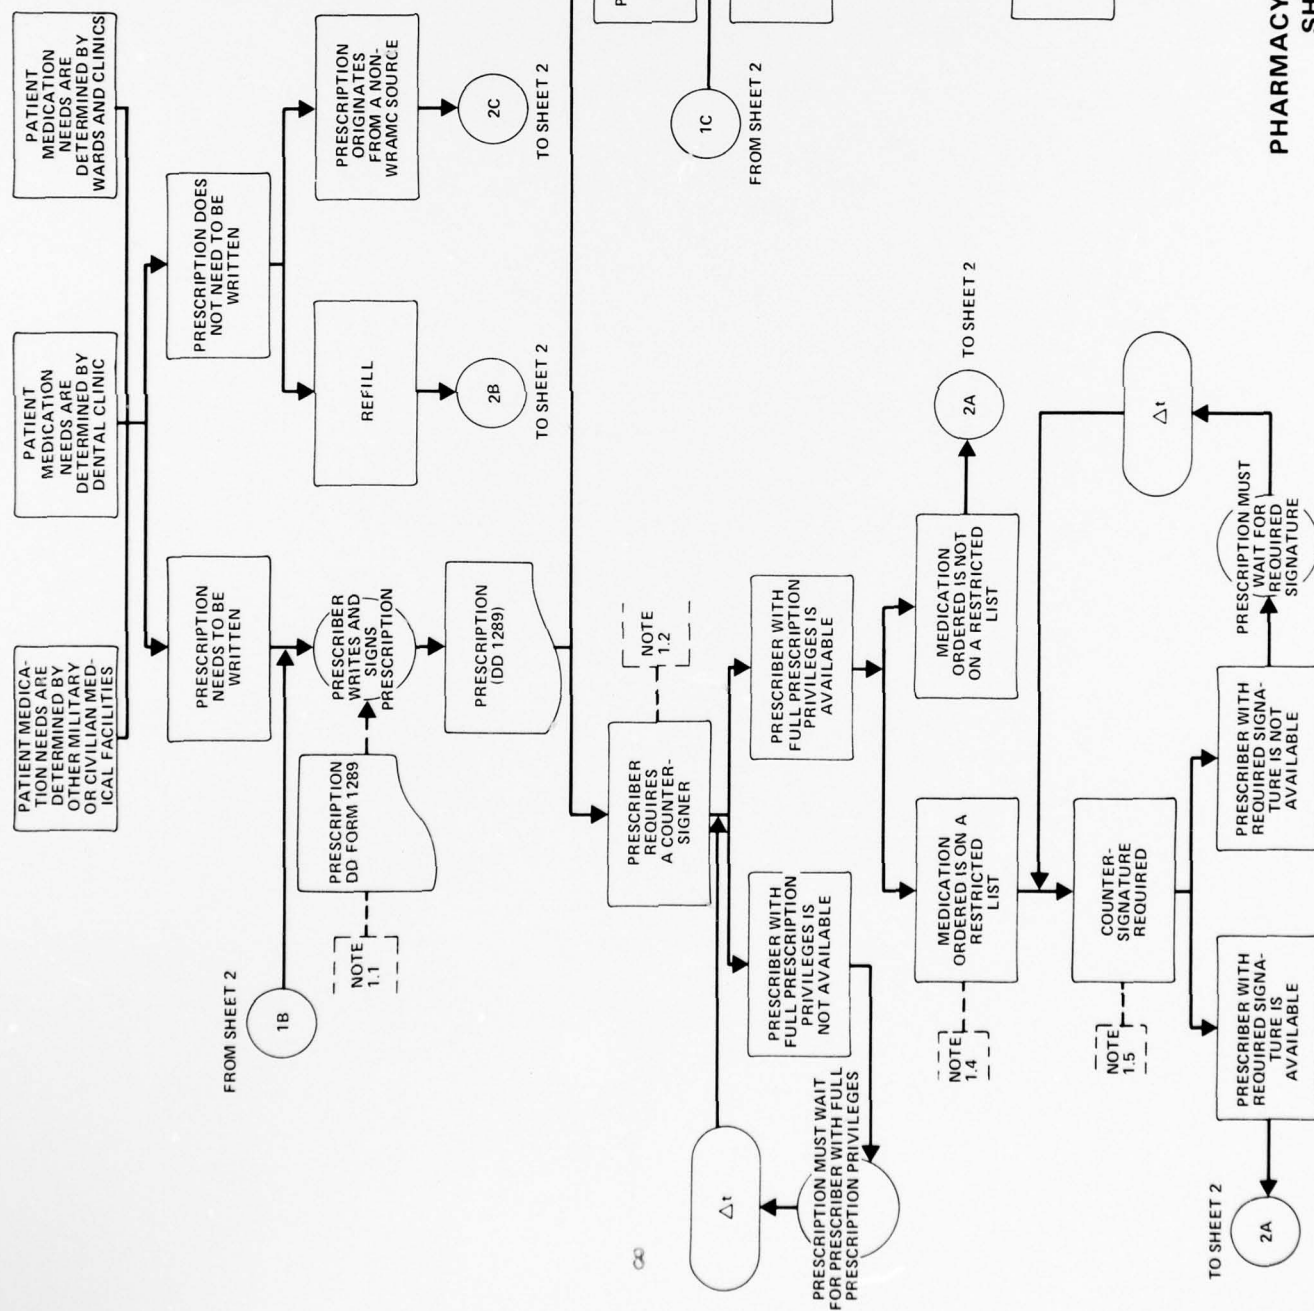 PATIENT MEDICA-
TION NEEDS ARE
DETERMINED BY
OTHER MILITARY
OR CIVILIAN MED-
ICAL FACILITIES
PATIENT
MEDICATION
NEEDS ARE
DETERMINED BY
DENTAL CLINIC
PATIENT
MEDICATION
NEEDS ARE
DETERMINED BY
WARDS AND CLINICS
PRESCRIPTION
NEEDS TO BE
WRITTEN
PRESCRIPTION DOES
NOT NEED TO BE
WRITTEN
FROM SHEET 2
1B
NOTE
1.1
PRESCRIPTION
DD FORM 1289
PRESCRIBER
WRITES AND
SIGNS
PRESCRIPTION
REFILL
PRESCRIPTION
ORIGINATES
FROM A NON-
WRAMC SOURCE
PRESCRIPTION
(DD 1289)
2B
TO SHEET 2
2C
TO SHEET 2
PRESCRIBER
REQUIRES
A COUNTER-
SIGNER
NOTE
1.2
1C
FROM SHEET 2
Δt
PRESCRIPTION MUST WAIT
FOR PRESCRIBER WITH FULL
PRESCRIPTION PRIVILEGES
PRESCRIBER WITH
FULL PRESCRIPTION
PRIVILEGES IS
NOT AVAILABLE
PRESCRIBER WITH
FULL PRESCRIPTION
PRIVILEGES IS
AVAILABLE
NOTE
1.4
MEDICATION
ORDERED IS ON A
RESTRICTED
LIST
MEDICATION
ORDERED IS NOT
ON A RESTRICTED
LIST
2A
TO SHEET 2
NOTE
1.5
COUNTER-
SIGNATURE
REQUIRED
Δt
TO SHEET 2
2A
PRESCRIBER WITH
REQUIRED SIGNA-
TURE IS
AVAILABLE
PRESCRIBER WITH
REQUIRED SIGNA-
TURE IS NOT
AVAILABLE
PRESCRIPTION MUST
WAIT FOR
REQUIRED
SIGNATURE
PHARMACY
SH
8